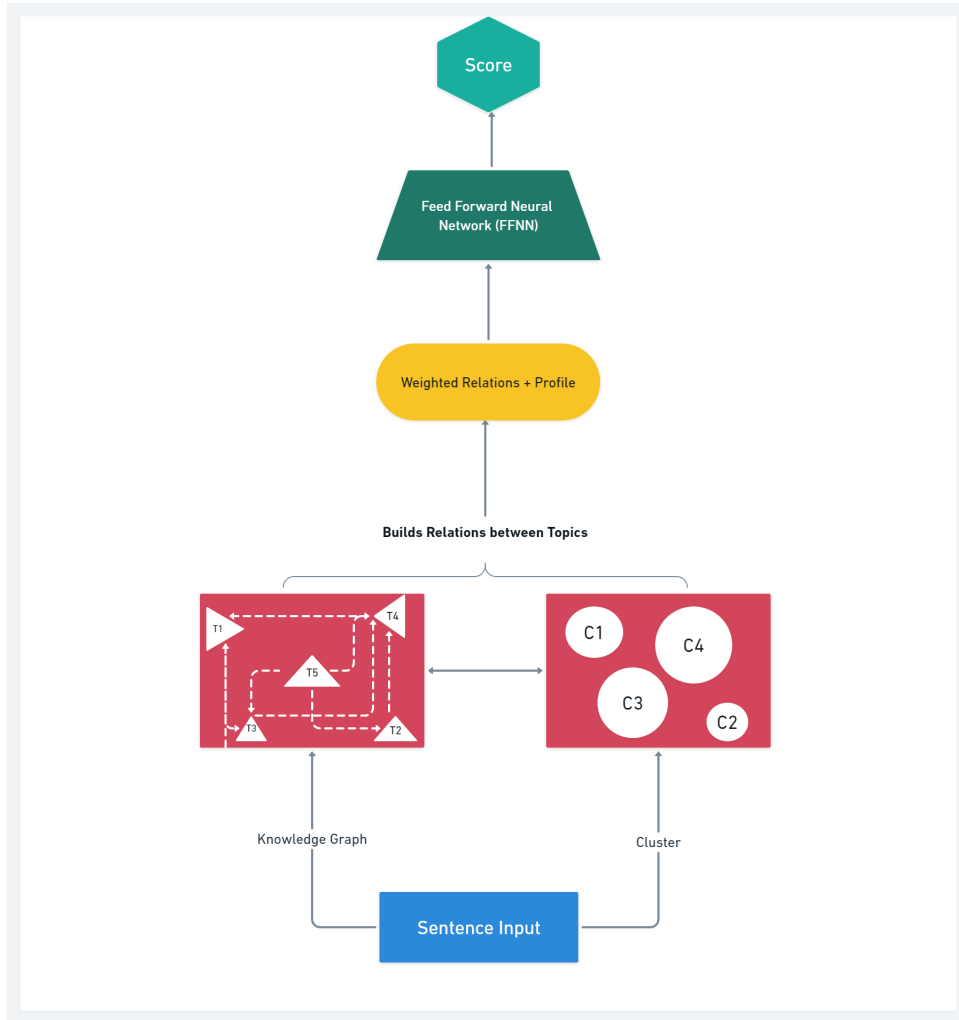 Score
Feed Forward Neural
Network (FFNN)
Weighted Relations + Profile
Builds Relations between Topics
T1
T4
T5
T3
T2
C1
C4
C3
C2
Knowledge Graph
Cluster
Sentence Input